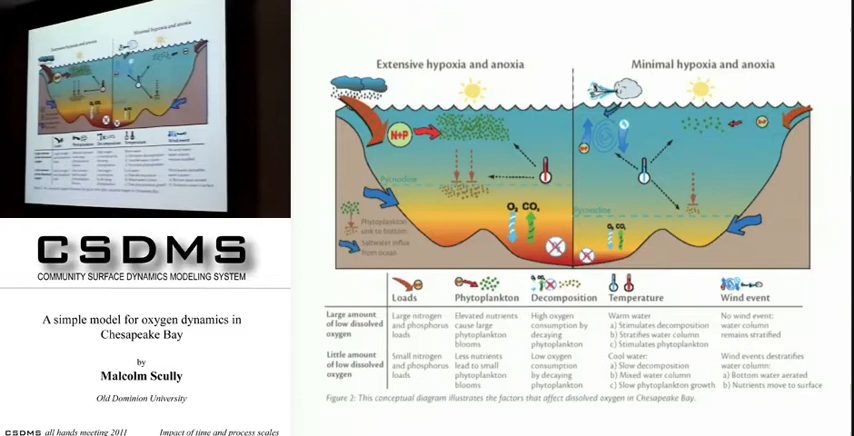 Extensive hypoxia and anoxia
Minimal hypoxia and anoxia
CSDMS
COMMUNITY SURFACE DYNAMICS MODELING SYSTEM
A simple model for oxygen dynamics in
Chesapeake Bay
by
Malcolm Scully
Old Dominion University
CSDMS all hands meeting 2011 Impact of time and process scales
Extensive hypoxia and anoxia Minimal hypoxia and anoxia
N+P
Pycnocline
Pycnocline
O₂ CO₂
O₂ CO₂
Phytoplankton
sink to bottom
Saltwater influx
from ocean
Loads Phytoplankton Decomposition Temperature Wind event
Large amount
of low dissolved
oxygen
Large nitrogen
and phosphorus
loads
Elevated nutrients
cause large
phytoplankton
blooms
High oxygen
consumption by
decaying
phytoplankton
Warm water
a) Stimulates decomposition
b) Stratifies water column
c) Stimulates phytoplankton
No wind event:
water column
remains stratified
Little amount
of low dissolved
oxygen
Small nitrogen
and phosphorus
loads
Less nutrients
lead to small
phytoplankton
blooms
Low oxygen
consumption
by decaying
phytoplankton
Cool water:
a) Slow decomposition
b) Mixed water column
c) Slow phytoplankton growth
Wind events destratifies
water column:
a) Bottom water aerated
b) Nutrients move to surface
Figure 2: This conceptual diagram illustrates the factors that affect dissolved oxygen in Chesapeake Bay.